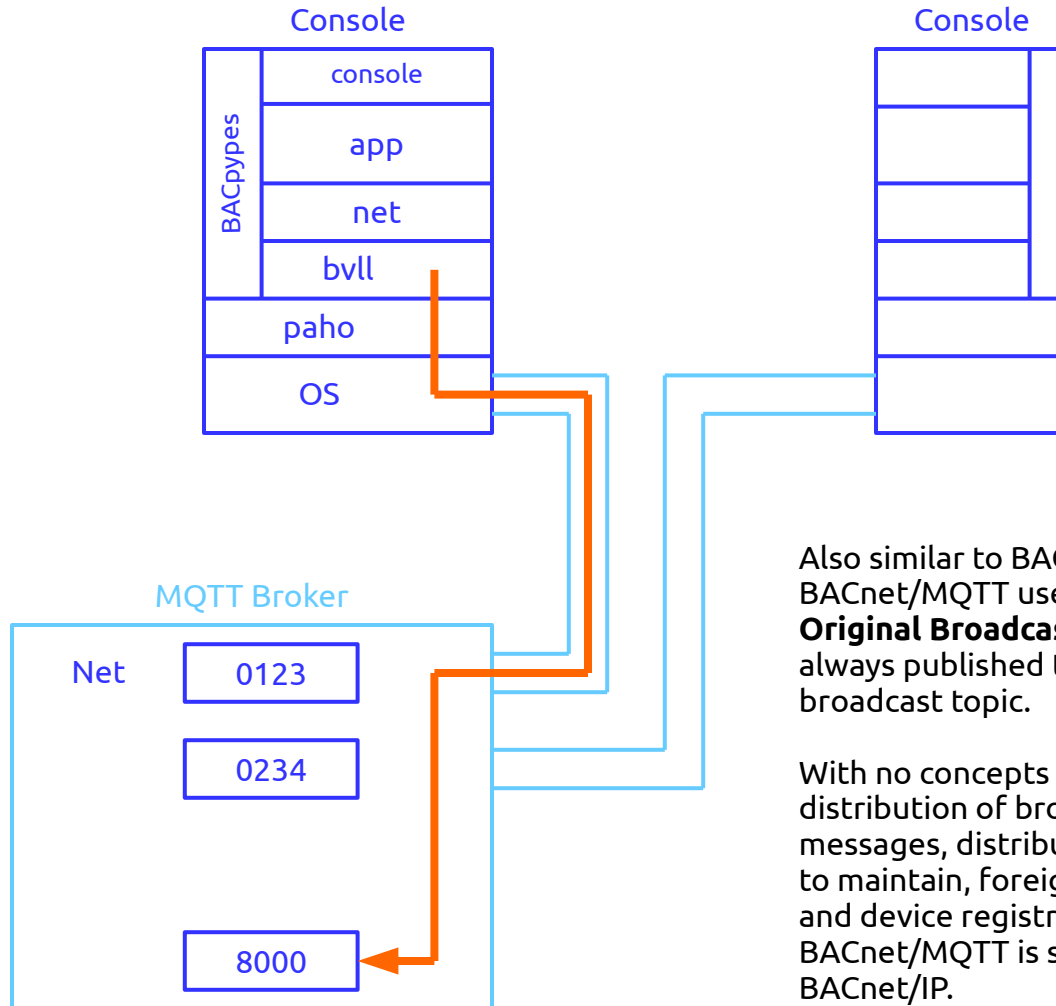 Console
Console
console
BACpypes
app
net
bvll
paho
OS
MQTT Broker
Net
0123
0234
8000
Also similar to
BACnet/MQTT
Original
always published
broadcast topic.
With no concepts
distribution of
messages,
to maintain,
and device
BACnet/MQTT is
BACnet/IP.